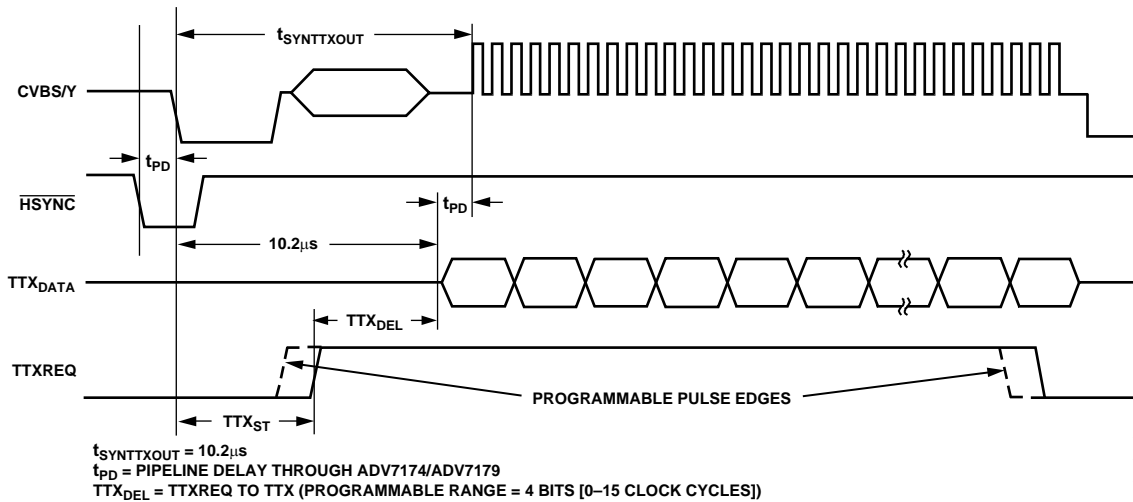 tSYNTTXOUT
CVBS/Y
tPD
HSYNC
tPD
10.2μs
TTXDATA
TTXDEL
TTXREQ
PROGRAMMABLE PULSE EDGES
TTXST
tSYNTTXOUT = 10.2μs
tPD = PIPELINE DELAY THROUGH ADV7174/ADV7179
TTXDEL = TTXREQ TO TTX (PROGRAMMABLE RANGE = 4 BITS [0–15 CLOCK CYCLES])